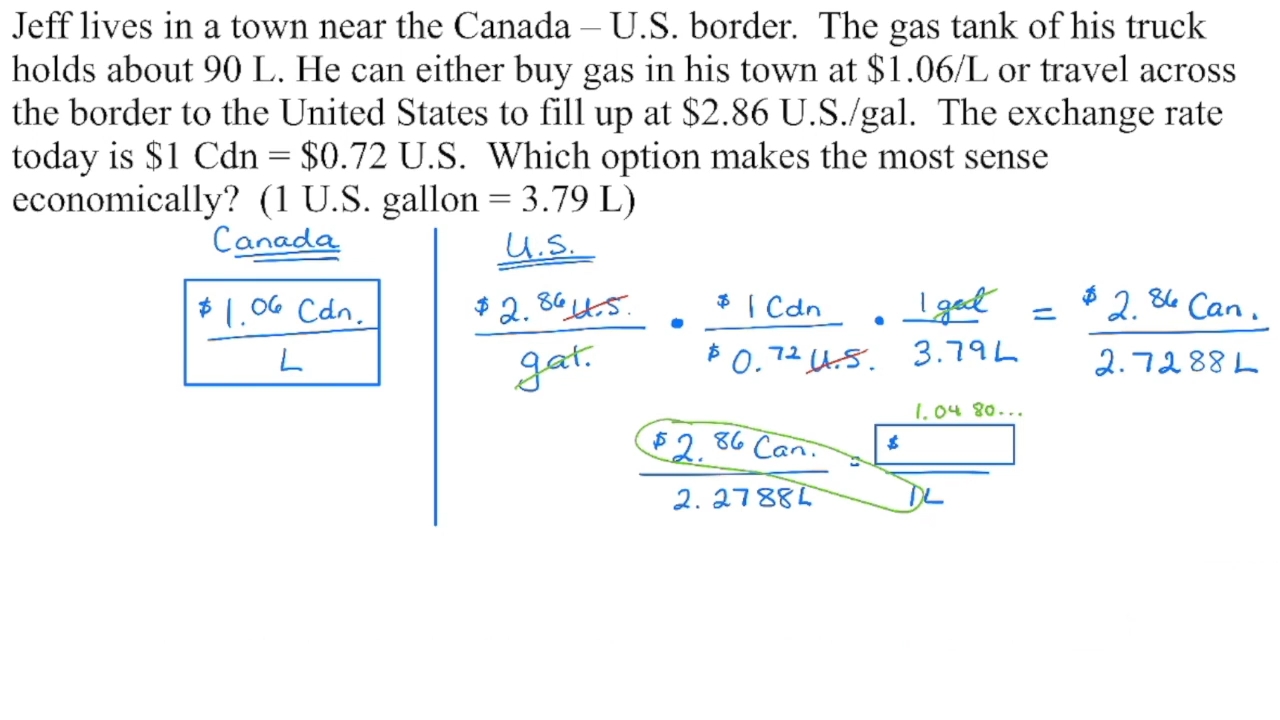 Jeff lives in a town near the Canada – U.S. border. The gas tank of his truck
holds about 90 L. He can either buy gas in his town at $1.06/L or travel across
the border to the United States to fill up at $2.86 U.S./gal. The exchange rate
today is $1 Cdn = $0.72 U.S. Which option makes the most sense
economically? (1 U.S. gallon = 3.79 L)
Canada
$1.06 Cdn.
L
U.S.
$2.86 U.S. • $1 Cdn • 1 gal = $2.86 Can.
gal. $0.72 U.S. 3.79L 2.7288L
1.0480...
$2.86 Can. = $
2.2788L 1L